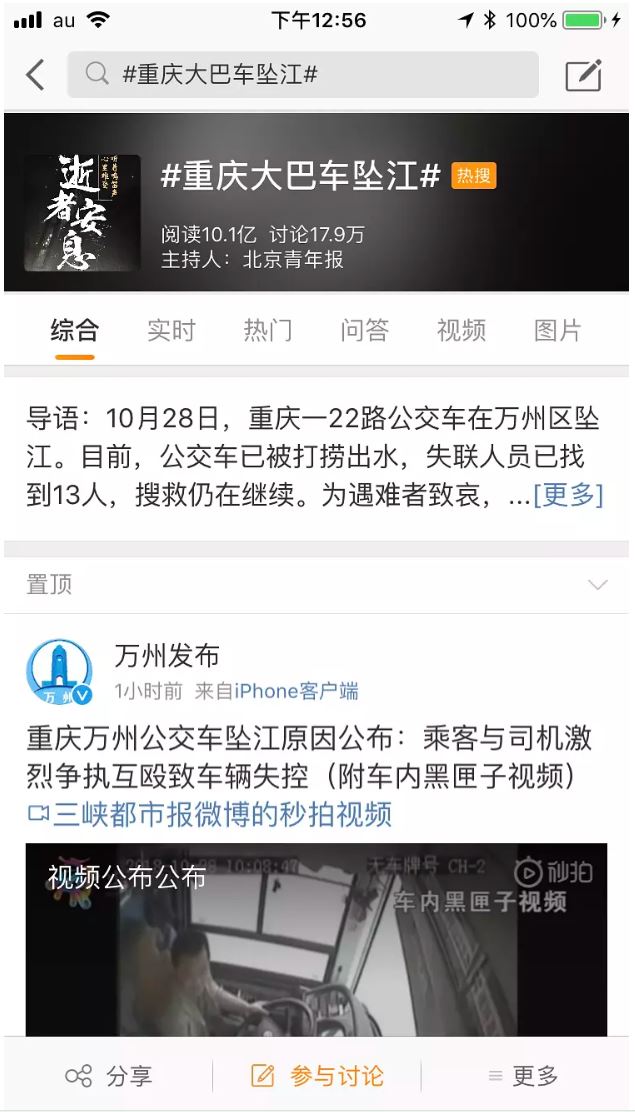 au 下午12:56 100%
#重庆大巴车坠江#
逝者安息
#重庆大巴车坠江# 热搜
阅读10.1亿 讨论17.9万
主持人：北京青年报
综合 实时 热门 问答 视频 图片
导语：10月28日，重庆一22路公交车在万州区坠
江。目前，公交车已被打捞出水，失联人员已找
到13人，搜救仍在继续。为遇难者致哀，...[更多]
置顶
万州发布
万州
1小时前 来自iPhone客户端
重庆万州公交车坠江原因公布：乘客与司机激
烈争执互殴致车辆失控（附车内黑匣子视频）
三峡都市报微博的秒拍视频
2018-10-28 10:08:47 无车牌号 CH-2
视频公布公布
秒拍
车内黑匣子视频
分享 参与讨论 更多